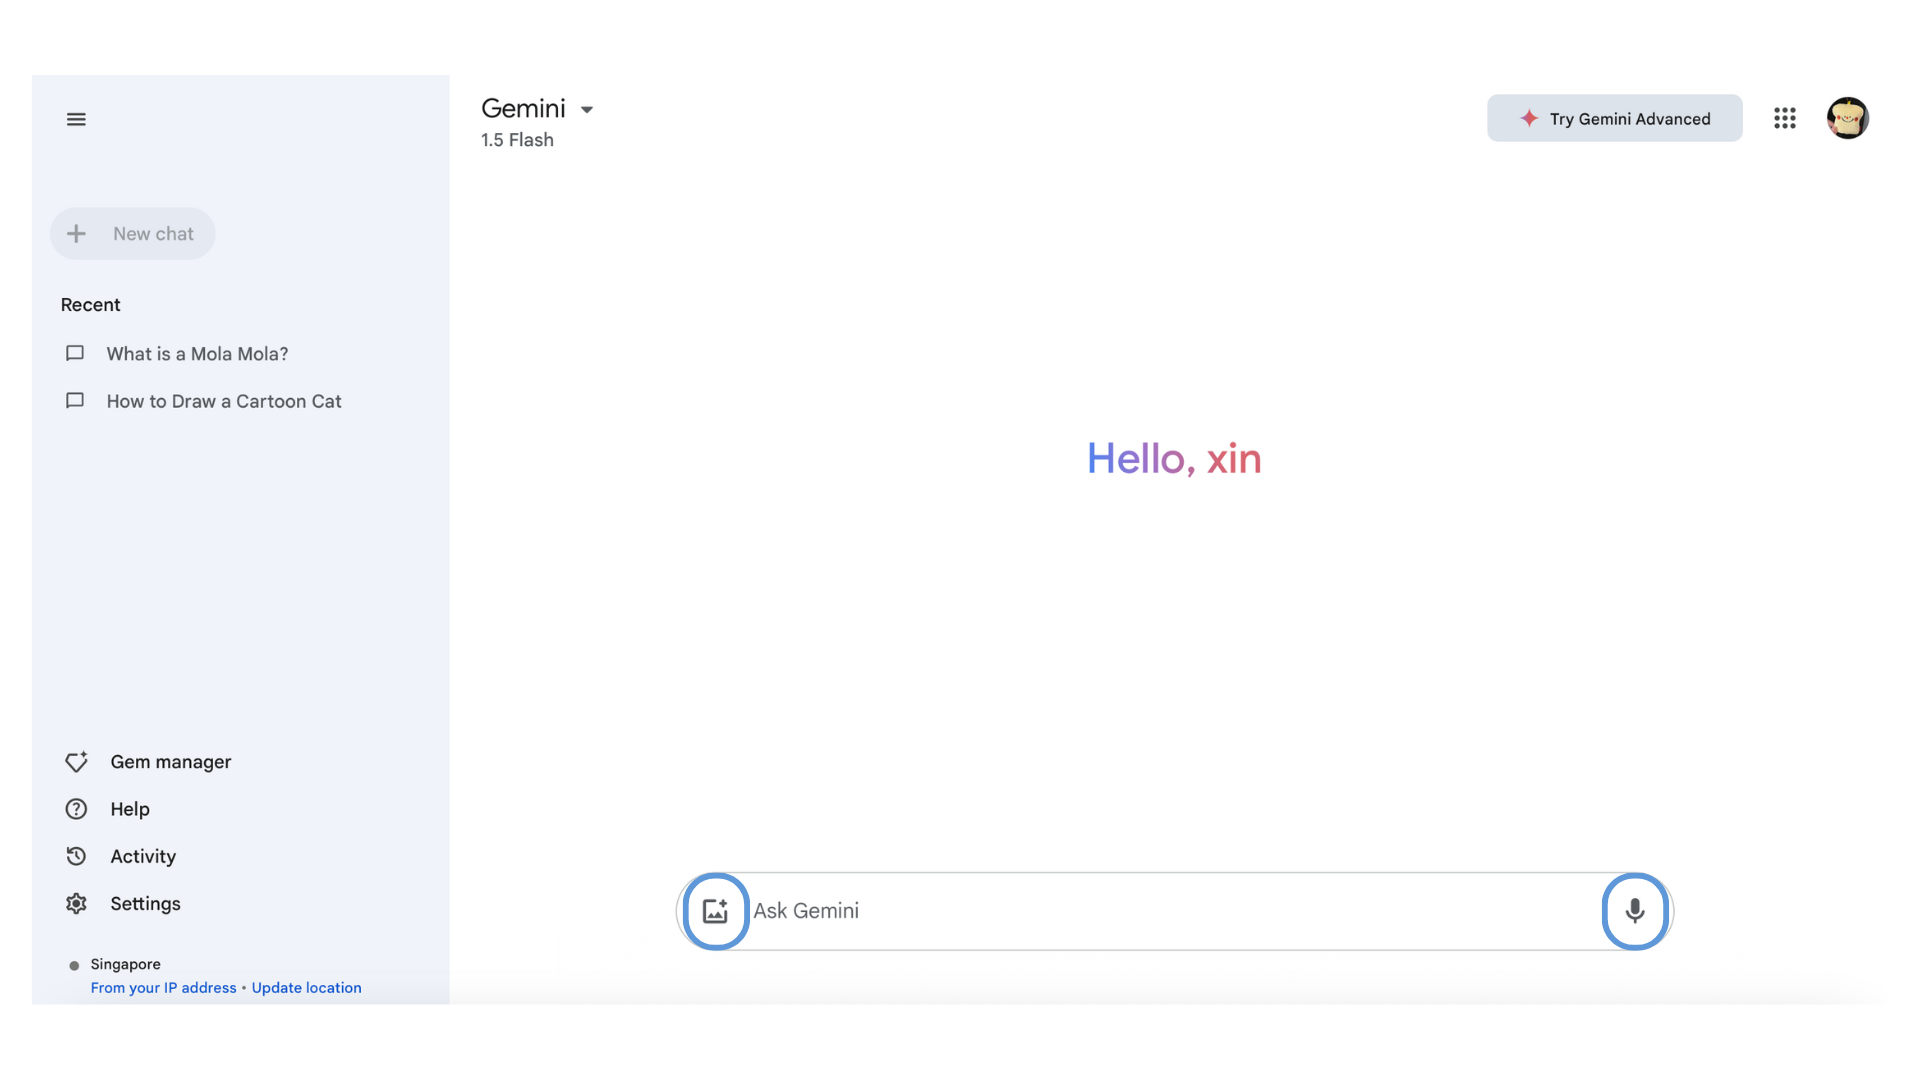 Gemini
1.5 Flash
Try Gemini Advanced
New chat
Recent
What is a Mola Mola?
How to Draw a Cartoon Cat
Hello, xin
Gem manager
Help
Activity
Settings
Ask Gemini
Singapore
From your IP address • Update location